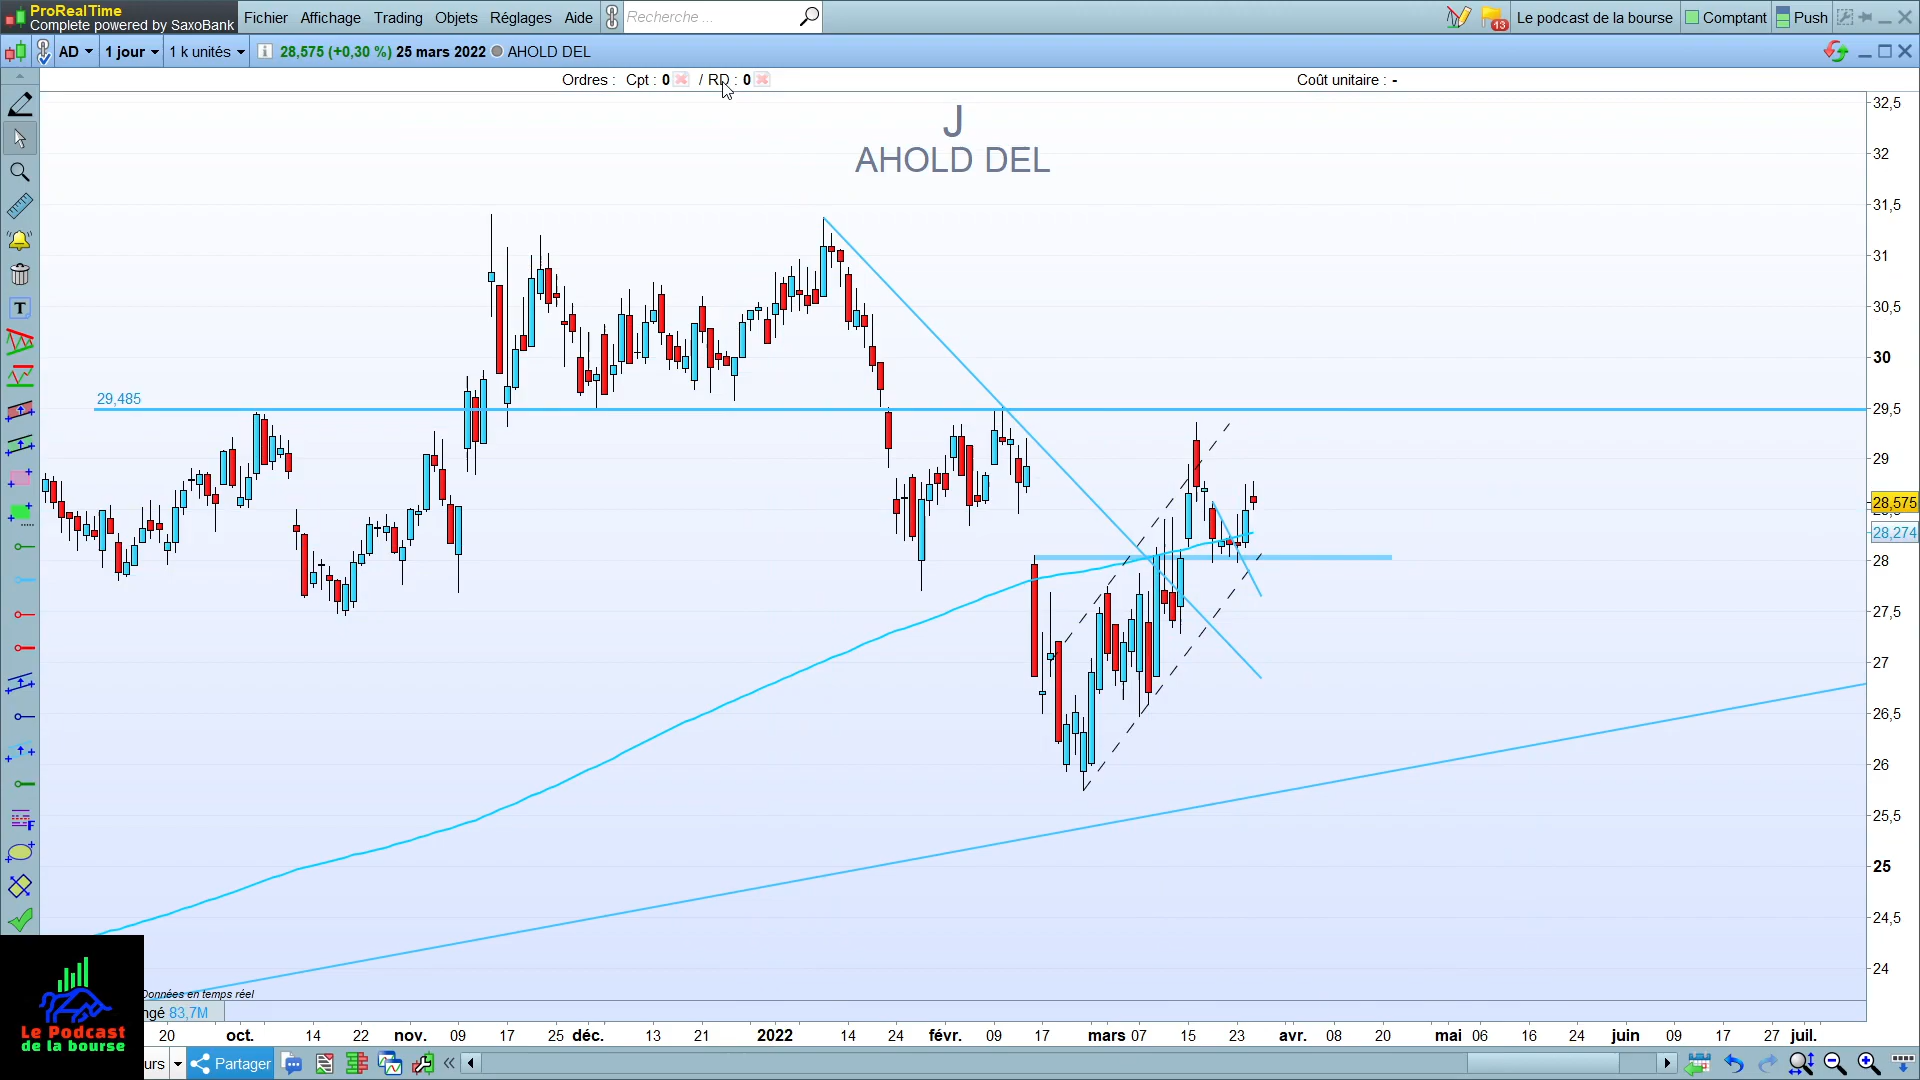 ProRealTime
Complete powered by SaxoBank
Fichier Affichage Trading Objets Réglages Aide Recherche ... 13 Le podcast de la bourse Comptant Push
AD 1 jour 1 k unités 28,575 (+0,30 %) 25 mars 2022 AHOLD DEL
Ordres : Cpt : 0 / RD : 0 Coût unitaire : -
J
AHOLD DEL
29,485
32,5
32
31,5
31
30,5
30
29,5
29
28,575
28,274
28
27,5
27
26,5
26
25,5
25
24,5
24
T
F
Données en temps réel
ngé 83,7M
20 oct. 14 22 nov. 09 17 25 déc. 13 21 2022 14 24 févr. 09 17 mars 07 15 23 avr. 08 20 mai 06 16 24 juin 09 17 27 juil.
Le Podcast
de la bourse
urs Partager